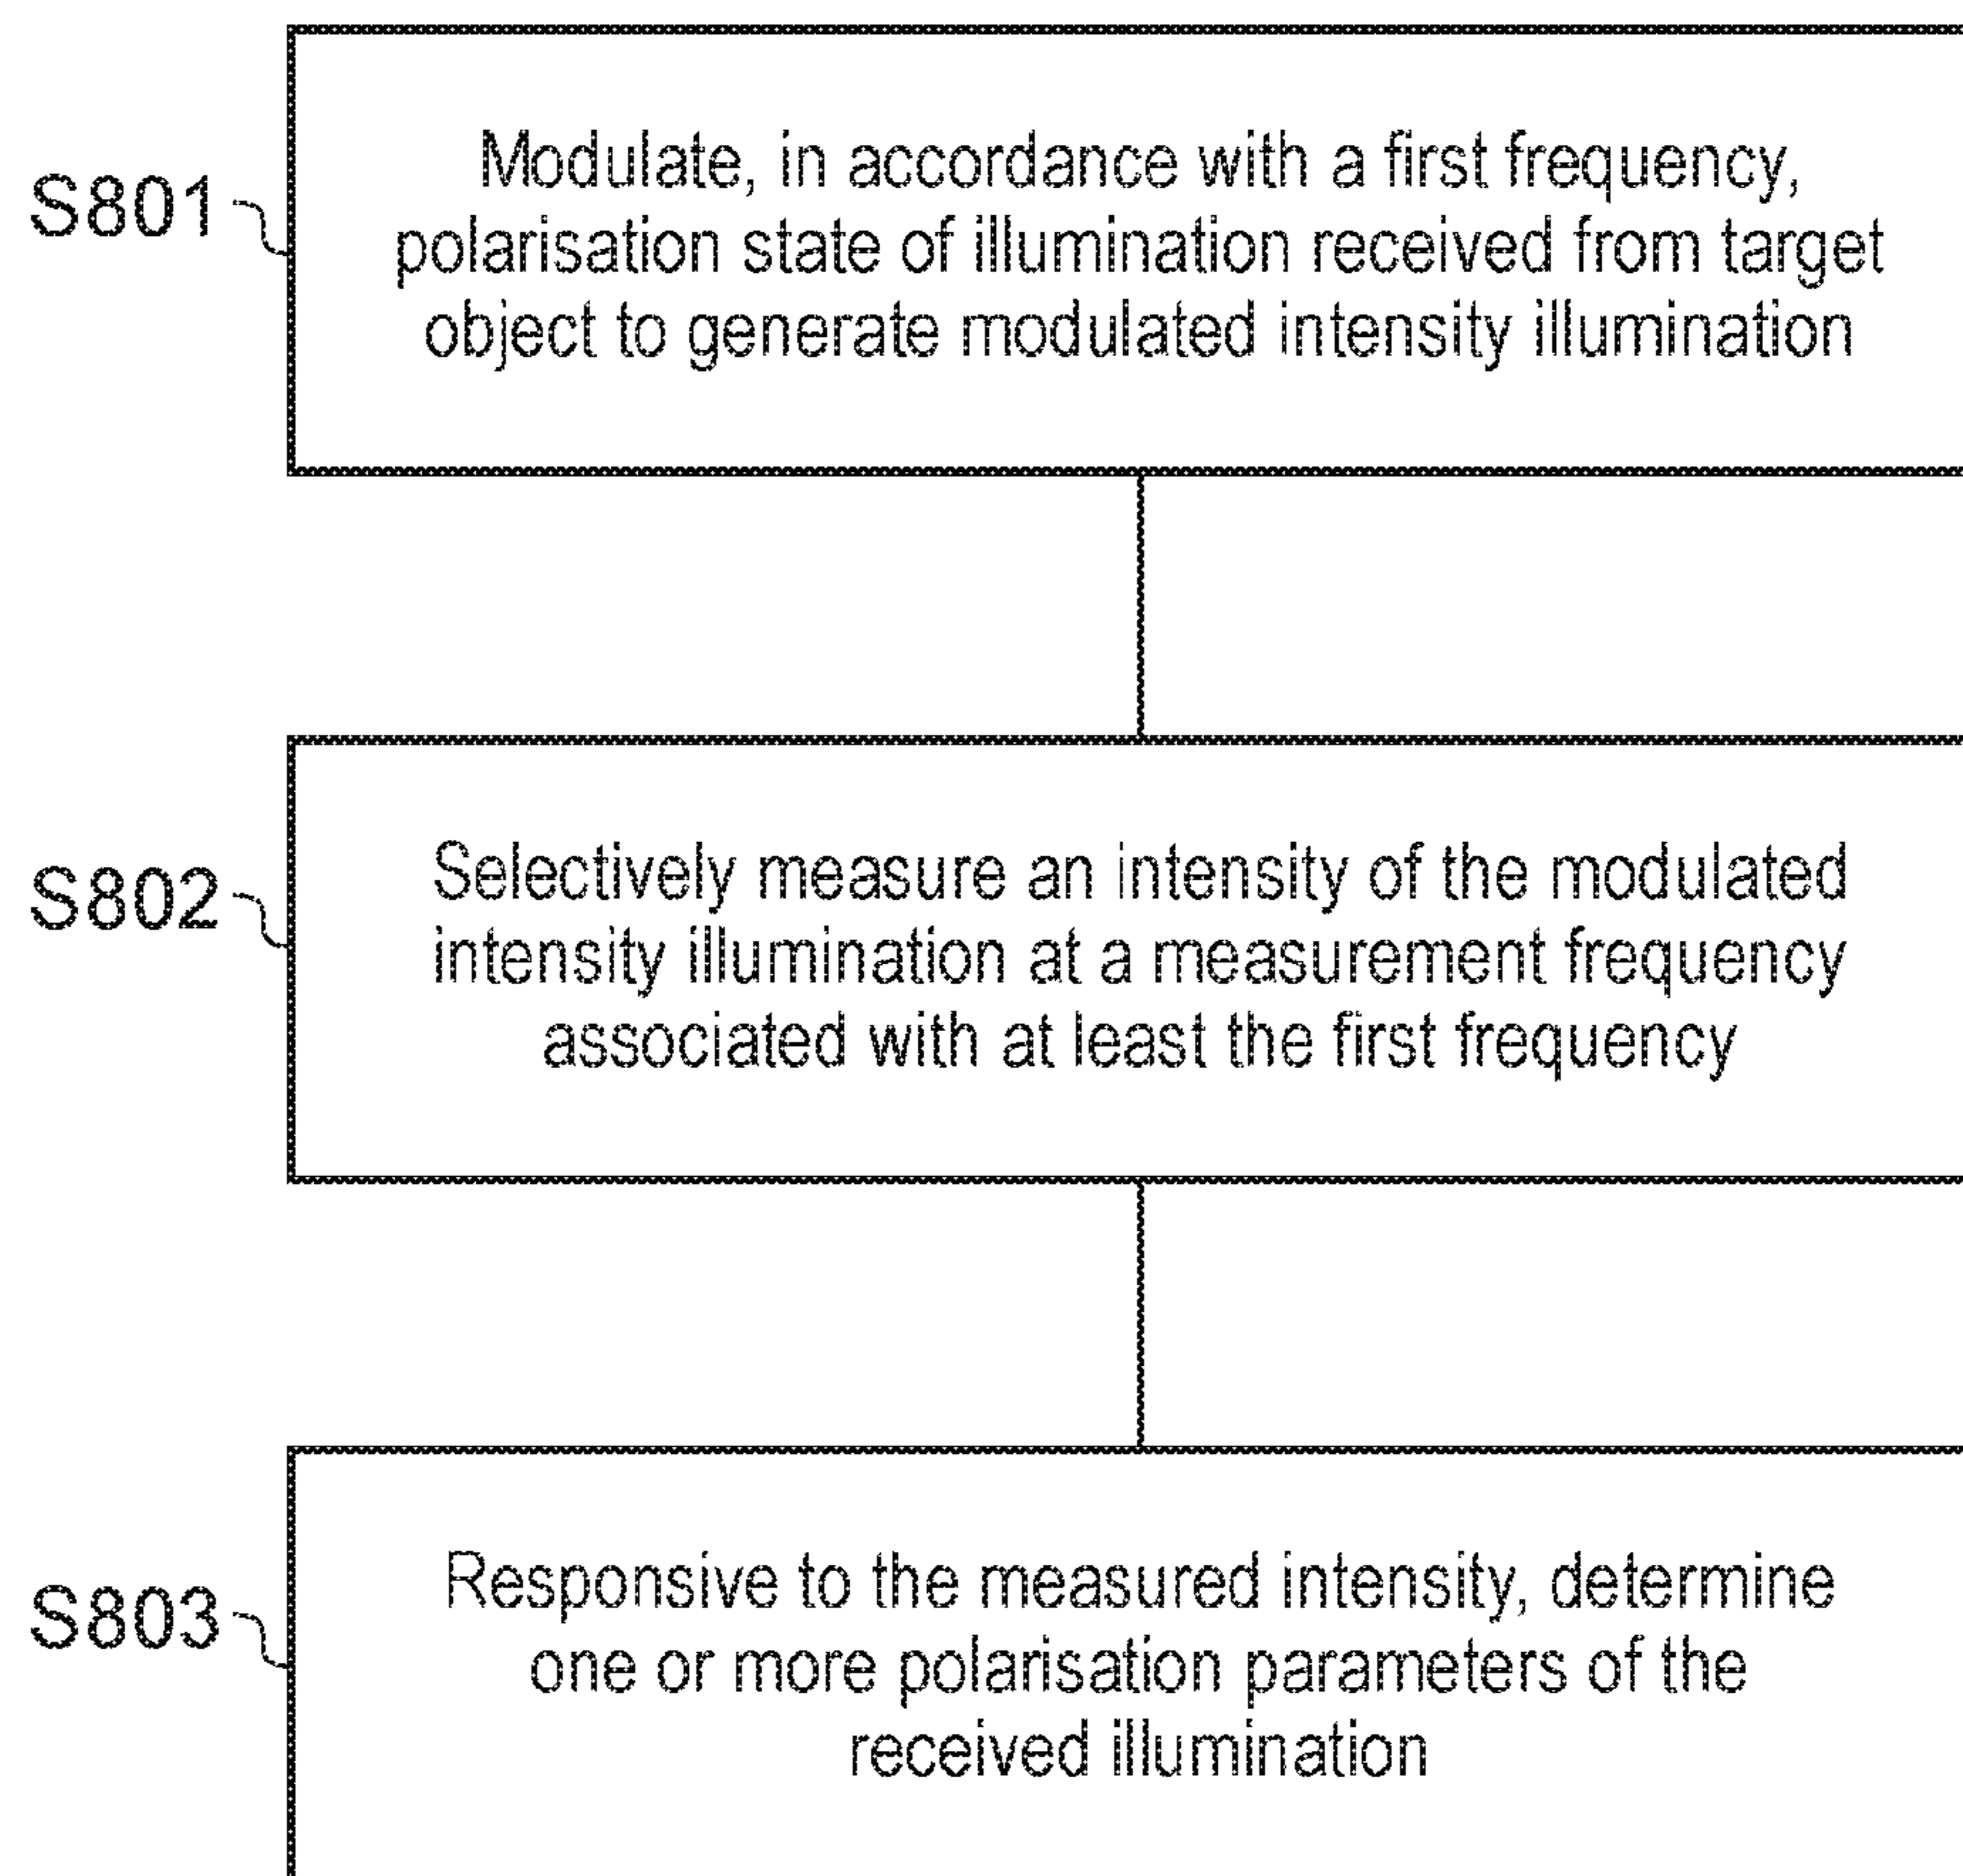 S801
Modulate, in accordance with a first frequency,
polarisation state of illumination received from target
object to generate modulated intensity illumination
S802
Selectively measure an intensity of the modulated
intensity illumination at a measurement frequency
associated with at least the first frequency
S803
Responsive to the measured intensity, determine
one or more polarisation parameters of the
received illumination